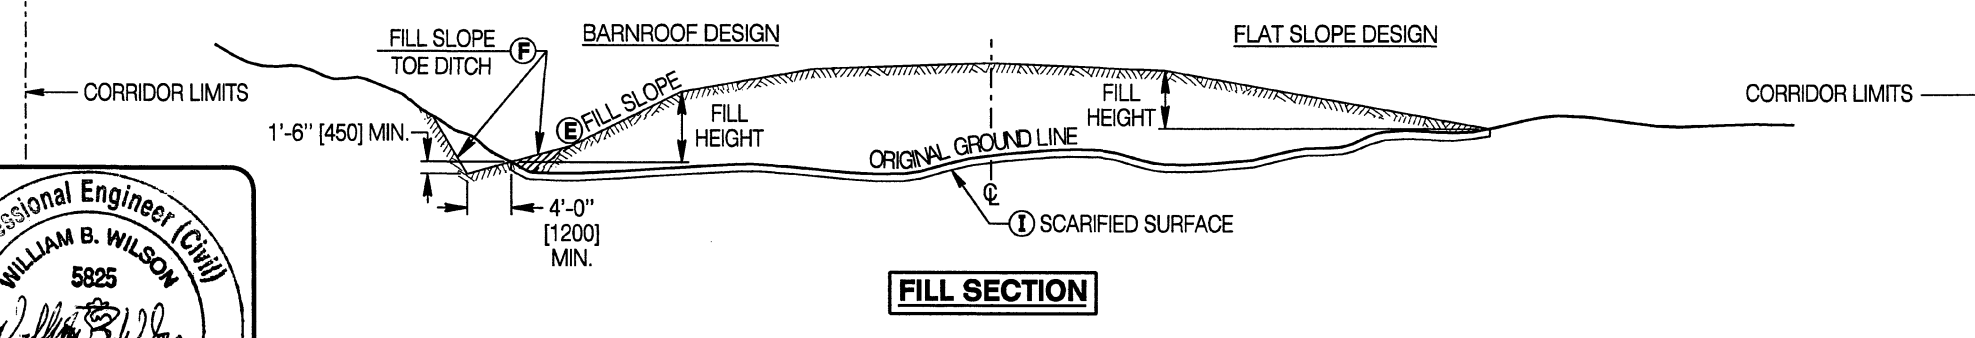 FILL SLOPE
TOE DITCH
F
BARNROOF DESIGN
FLAT SLOPE DESIGN
CORRIDOR LIMITS
CORRIDOR LIMITS
E
FILL SLOPE
FILL
HEIGHT
FILL
HEIGHT
1'-6" [450] MIN.
ORIGINAL GROUND LINE
℄
4'-0"
[1200]
MIN.
I SCARIFIED SURFACE
FILL SECTION
Engineer (Civil)
WILLIAM B. WILSON
5825